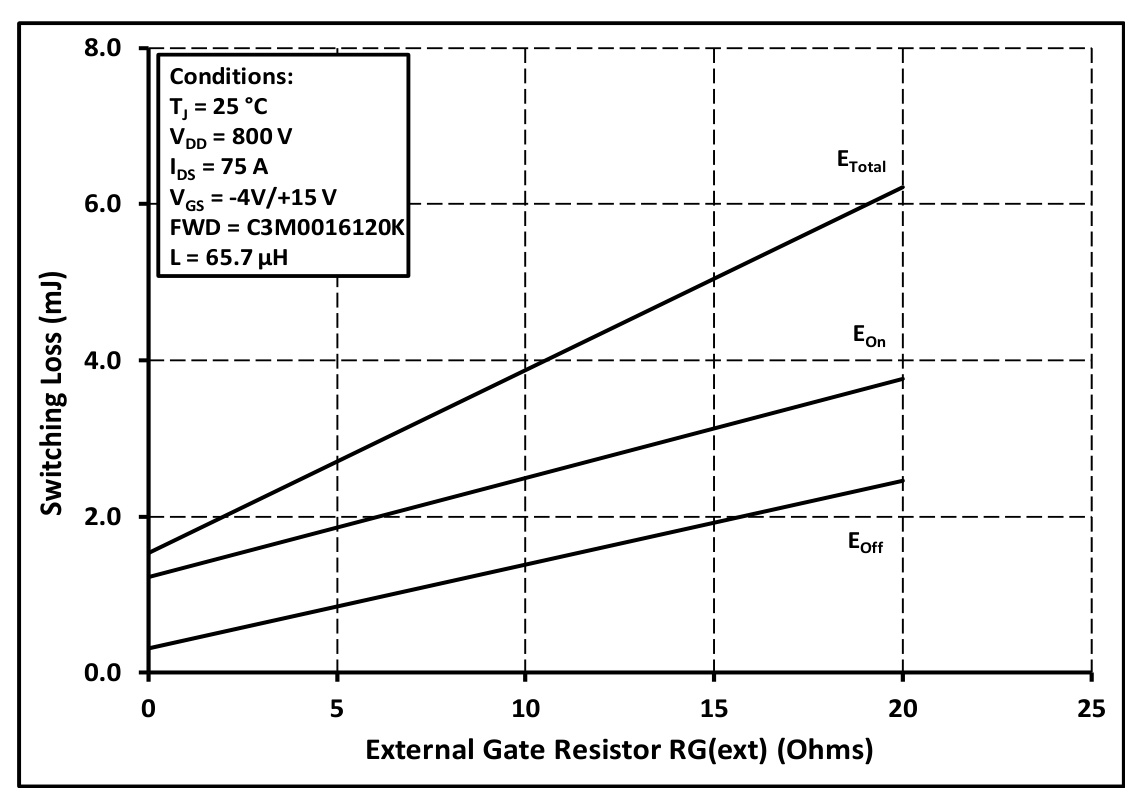 8.0
Conditions:
TJ = 25 °C
VDD = 800 V
IDS = 75 A
VGS = -4V/+15 V
FWD = C3M0016120K
L = 65.7 µH
ETotal
6.0
EOn
4.0
Switching Loss (mJ)
2.0
EOff
0.0
0 5 10 15 20 25
External Gate Resistor RG(ext) (Ohms)